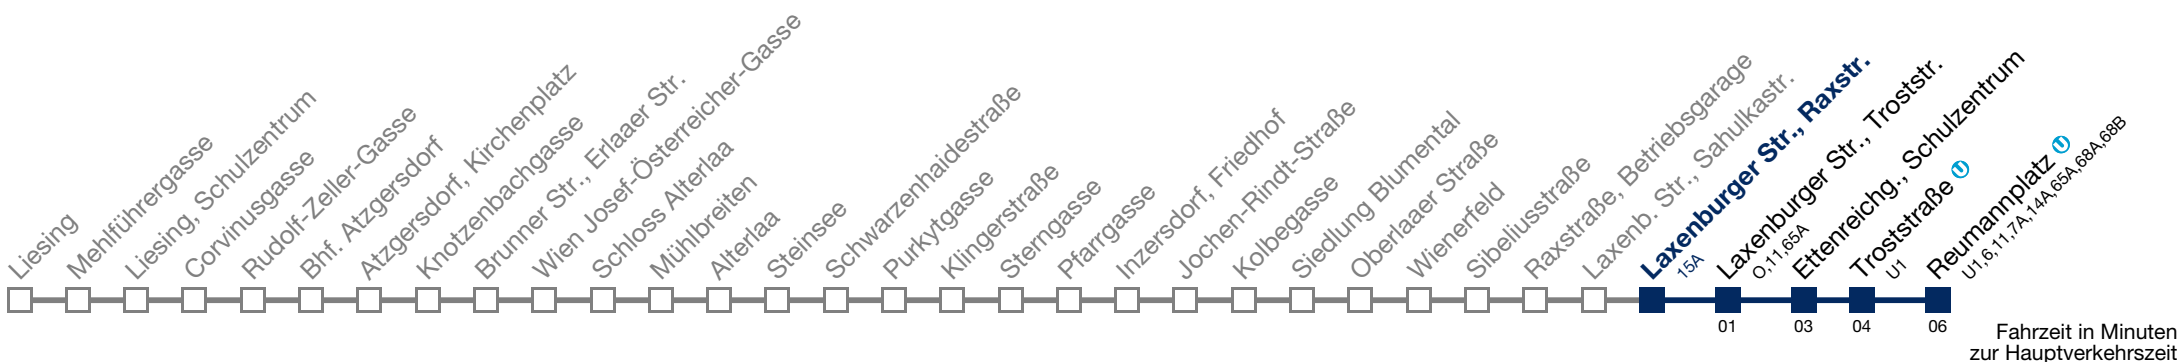 Liesing
Mehlführergasse
Liesing, Schulzentrum
Corvinusgasse
Rudolf-Zeller-Gasse
Bhf. Atzgersdorf
Atzgersdorf, Kirchenplatz
Knotzenbachgasse
Brunner Str., Erlaaer Str.
Wien Josef-Österreicher-Gasse
Schloss Alterlaa
Mühlbreiten
Alterlaa
Steinsee
Schwarzenhaidestraße
Purkytgasse
Klingerstraße
Sterngasse
Pfarrgasse
Inzersdorf, Friedhof
Jochen-Rindt-Straße
Kolbegasse
Siedlung Blumental
Oberlaaer Straße
Wienerfeld
Sibeliusstraße
Raxstraße, Betriebsgarage
Laxenb. Str., Sahulkastr.
Laxenburger Str., Raxstr.
15A
Laxenburger Str., Troststr.
O,11,65A
01
Ettenreichg., Schulzentrum
03
Troststraße U
U1
04
Reumannplatz U
U1,6,11,7A,14A,65A,68A,68B
06
Fahrzeit in Minuten
zur Hauptverkehrszeit